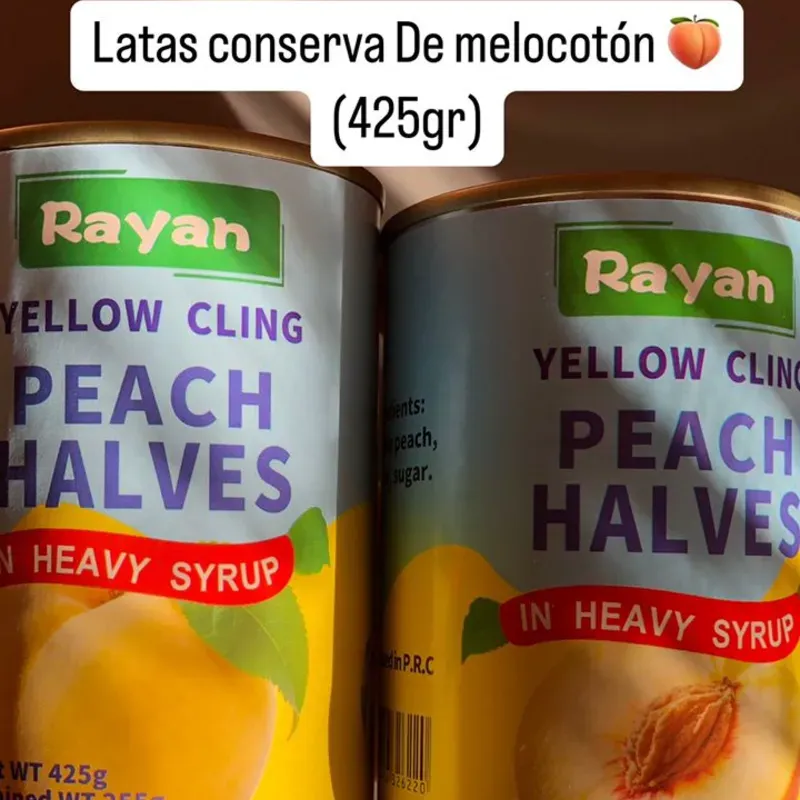 Latas conserva De melocotón 🍑
(425gr)
Rayan
YELLOW CLING
PEACH
HALVES
HEAVY SYRUP
WT 425g
Rayan
YELLOW CLING
PEACH
HALVES
IN HEAVY SYRUP
peach,
sugar.
in P.R.C